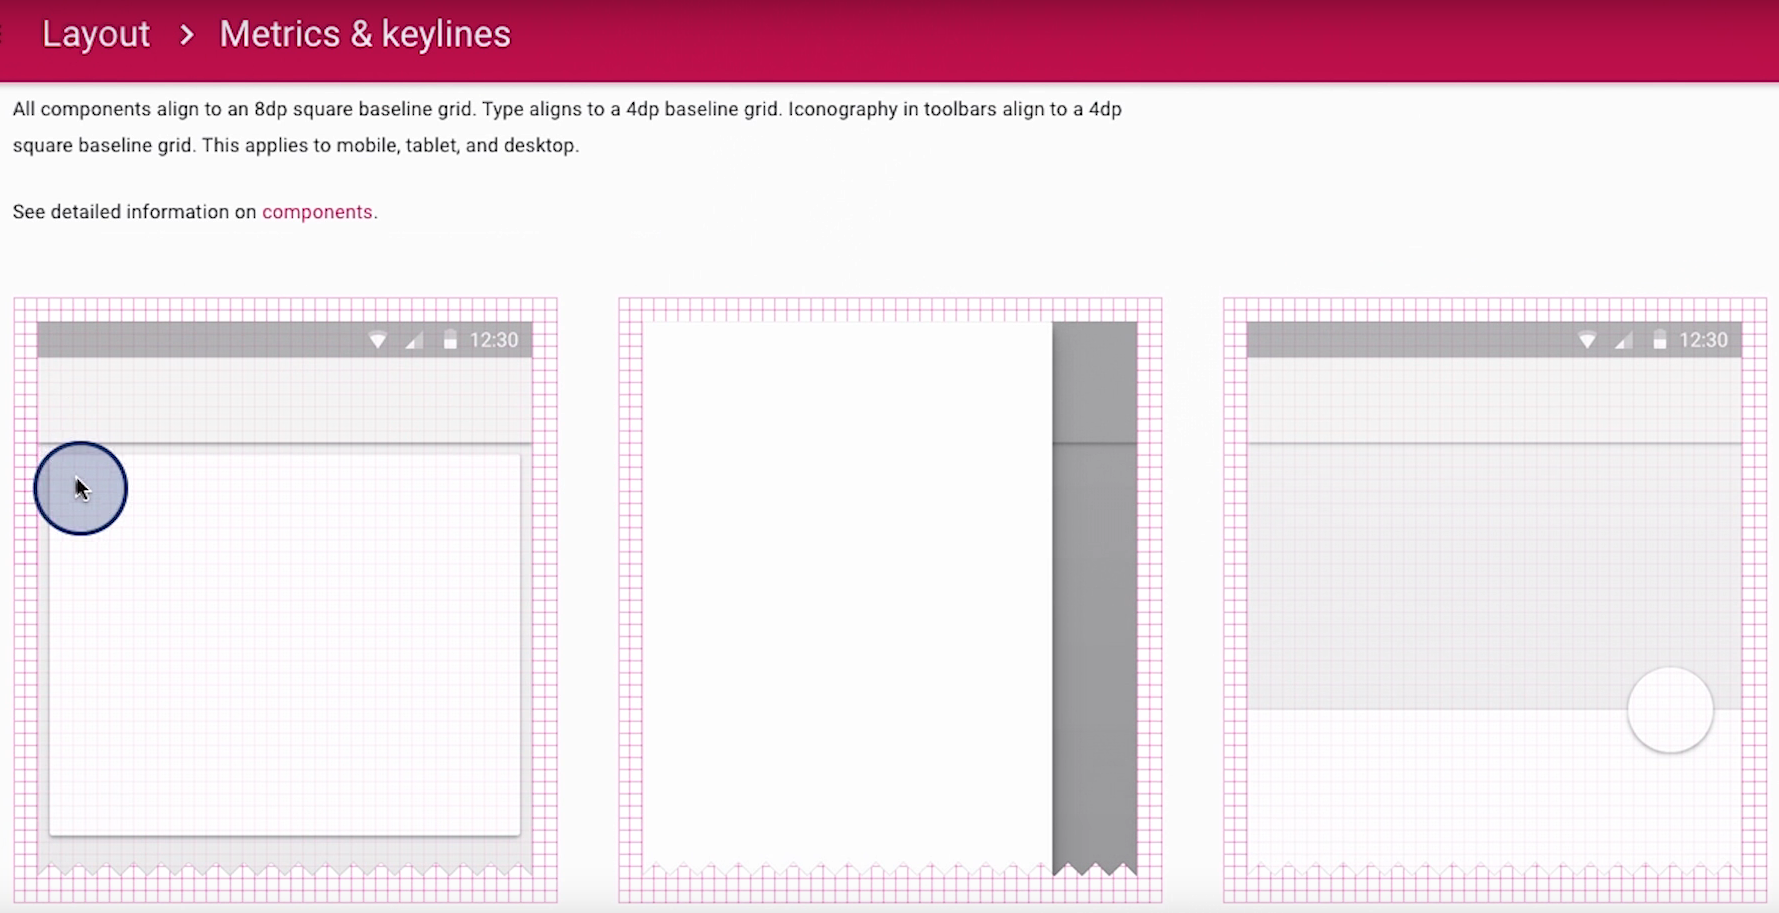 Layout > Metrics & keylines
All components align to an 8dp square baseline grid. Type aligns to a 4dp baseline grid. Iconography in toolbars align to a 4dp
square baseline grid. This applies to mobile, tablet, and desktop.
See detailed information on components.
12:30
12:30